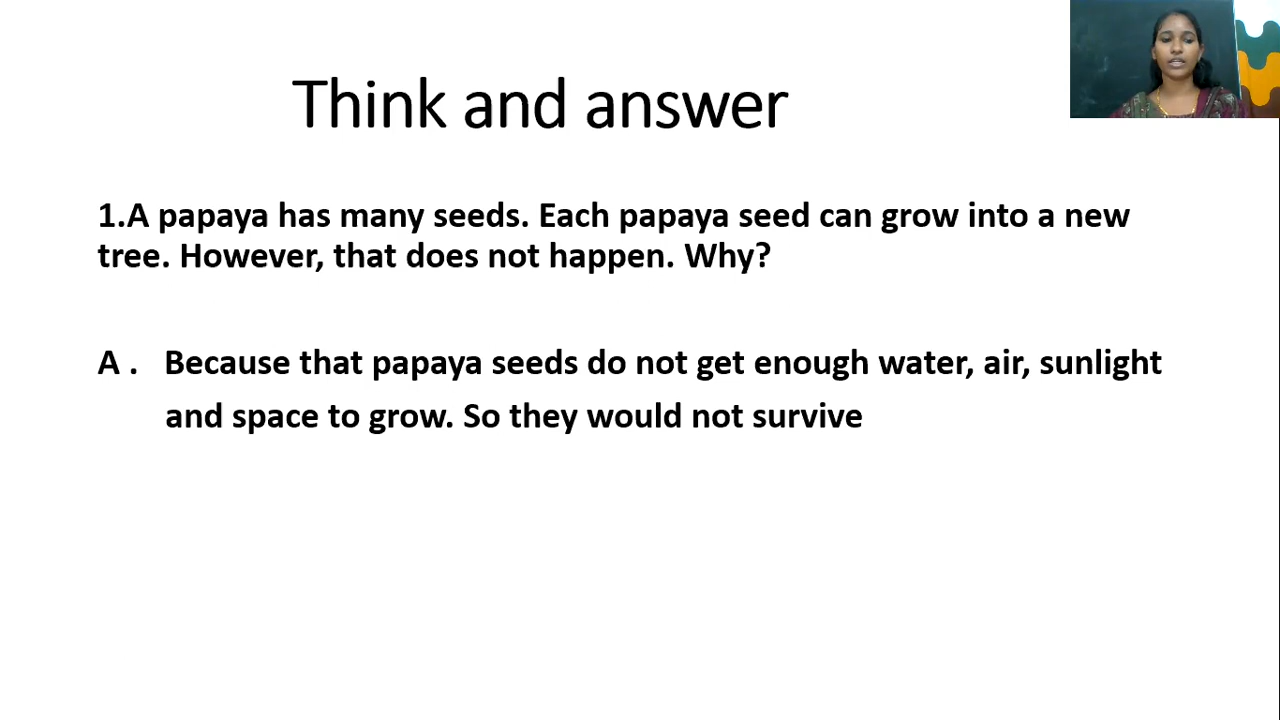 Think and answer
1.A papaya has many seeds. Each papaya seed can grow into a new
tree. However, that does not happen. Why?
A . Because that papaya seeds do not get enough water, air, sunlight
and space to grow. So they would not survive